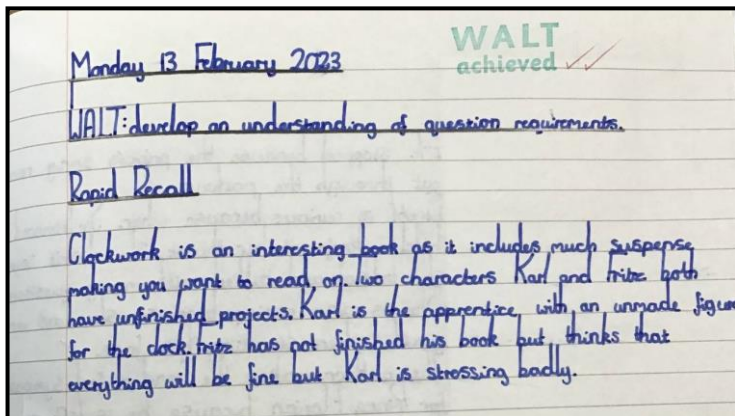 WALT
achieved
Monday 13 February 2023
WALT: develop an understanding of question requirements.
Rapid Recall
Clockwork is an interesting book as it includes much suspense
making you want to read on. Two characters Karl and Fritz both
have unfinished projects. Karl is the apprentice with an unmade figure
for the clock. Fritz has not finished his book but thinks that
everything will be fine but Karl is stressing badly.